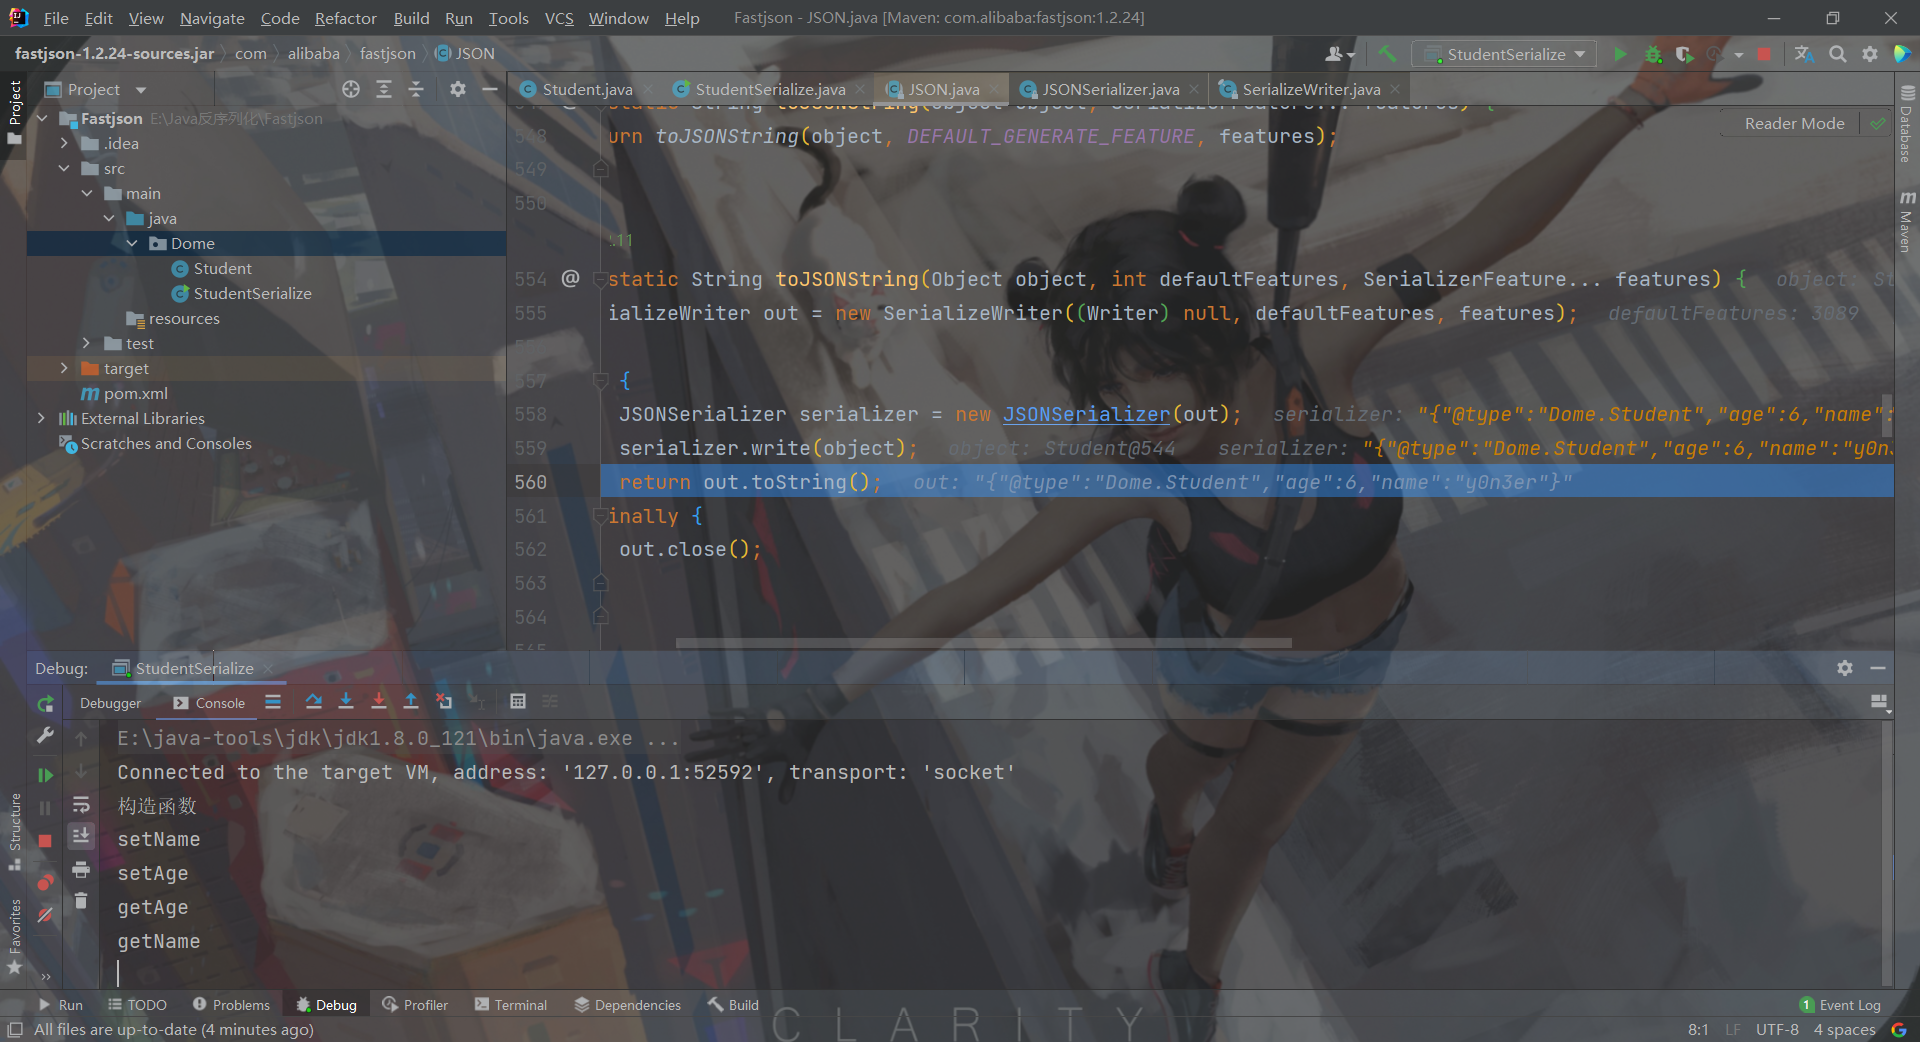 File Edit View Navigate Code Refactor Build Run Tools VCS Window Help Fastjson - JSON.java [Maven: com.alibaba:fastjson:1.2.24]
fastjson-1.2.24-sources.jar com alibaba fastjson JSON StudentSerialize
Project
Project
Student.java StudentSerialize.java JSON.java JSONSerializer.java SerializeWriter.java
Fastjson E:\Java反序列化\Fastjson
.idea
src
main
java
Dome
Student
StudentSerialize
resources
test
target
pom.xml
External Libraries
Scratches and Consoles
static String toJSONString(Object object, SerializerFeature... features) {
548 urn toJSONString(object, DEFAULT_GENERATE_FEATURE, features);
Reader Mode
549
550
.11
554 @ static String toJSONString(Object object, int defaultFeatures, SerializerFeature... features) { object: St
555 ializeWriter out = new SerializeWriter((Writer) null, defaultFeatures, features); defaultFeatures: 3089
557 {
558 JSONSerializer serializer = new JSONSerializer(out); serializer: "{"@type":"Dome.Student","age":6,"name":
559 serializer.write(object); object: Student@544 serializer: "{"@type":"Dome.Student","age":6,"name":"y0n
560 return out.toString(); out: "{"@type":"Dome.Student","age":6,"name":"y0n3er"}"
561 inally {
562 out.close();
563
564
565
Database
Maven
Debug: StudentSerialize
Debugger Console
E:\java-tools\jdk\jdk1.8.0_121\bin\java.exe ...
Connected to the target VM, address: '127.0.0.1:52592', transport: 'socket'
构造函数
setName
setAge
getAge
getName
Structure
Favorites
Run TODO Problems Debug Profiler Terminal Dependencies Build 1 Event Log
CLARITY
All files are up-to-date (4 minutes ago) 8:1 LF UTF-8 4 spaces